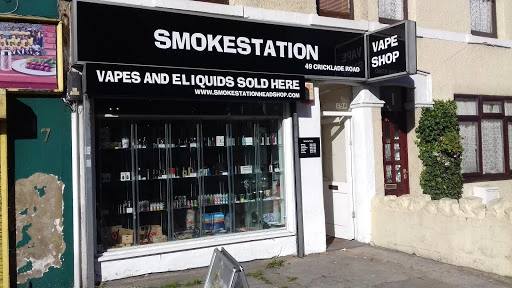 SMOKESTATION
49 CRICKLADE ROAD
VAPE
SHOP
VAPES AND ELIQUIDS SOLD HERE
WWW.SMOKESTATIONHEADSHOP.COM
7